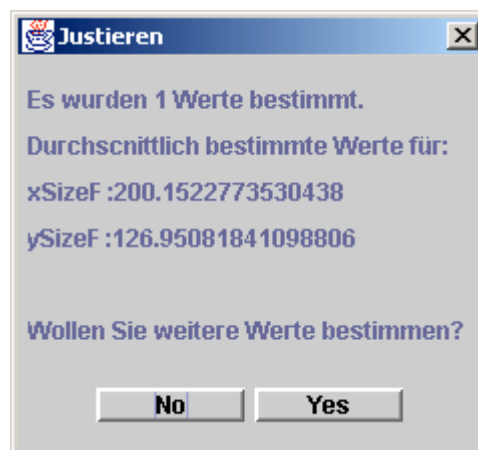 Justieren
Es wurden 1 Werte bestimmt.
Durchscnittlich bestimmte Werte für:
xSizeF :200.1522773530438
ySizeF :126.95081841098806
Wollen Sie weitere Werte bestimmen?
No Yes